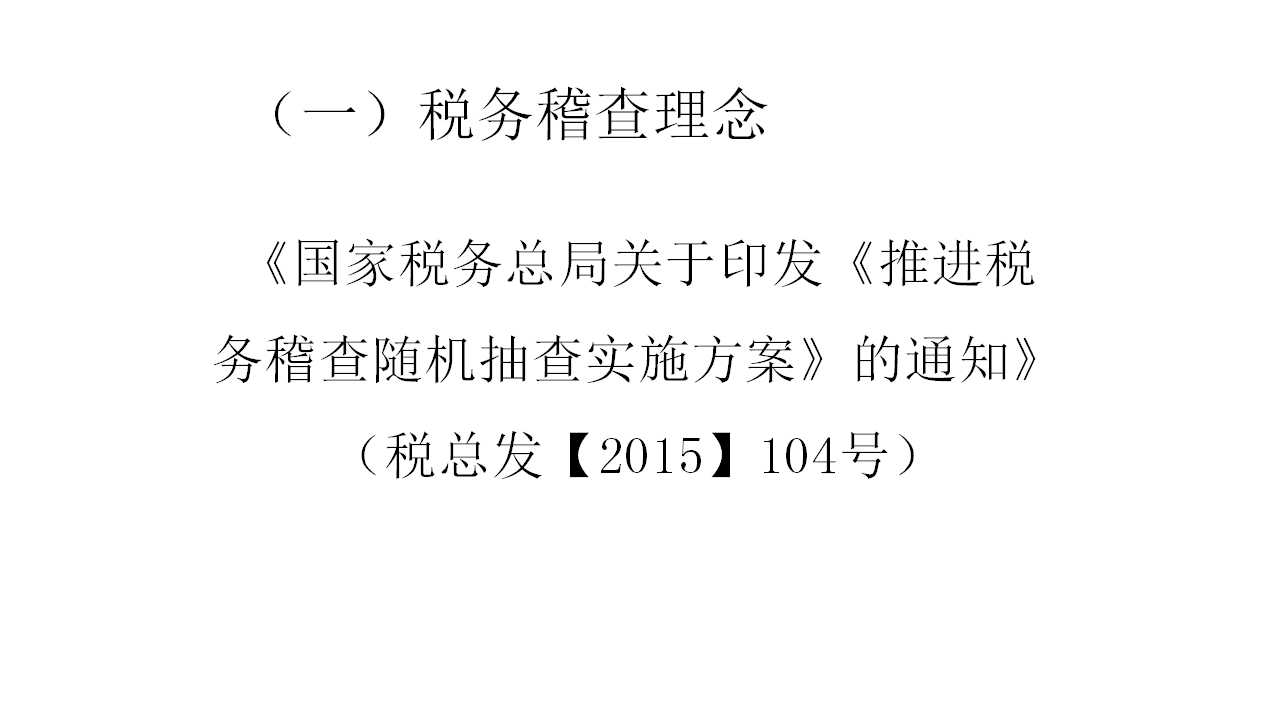 （一）税务稽查理念
《国家税务总局关于印发《推进税
务稽查随机抽查实施方案》的通知》
（税总发【2015】104号）